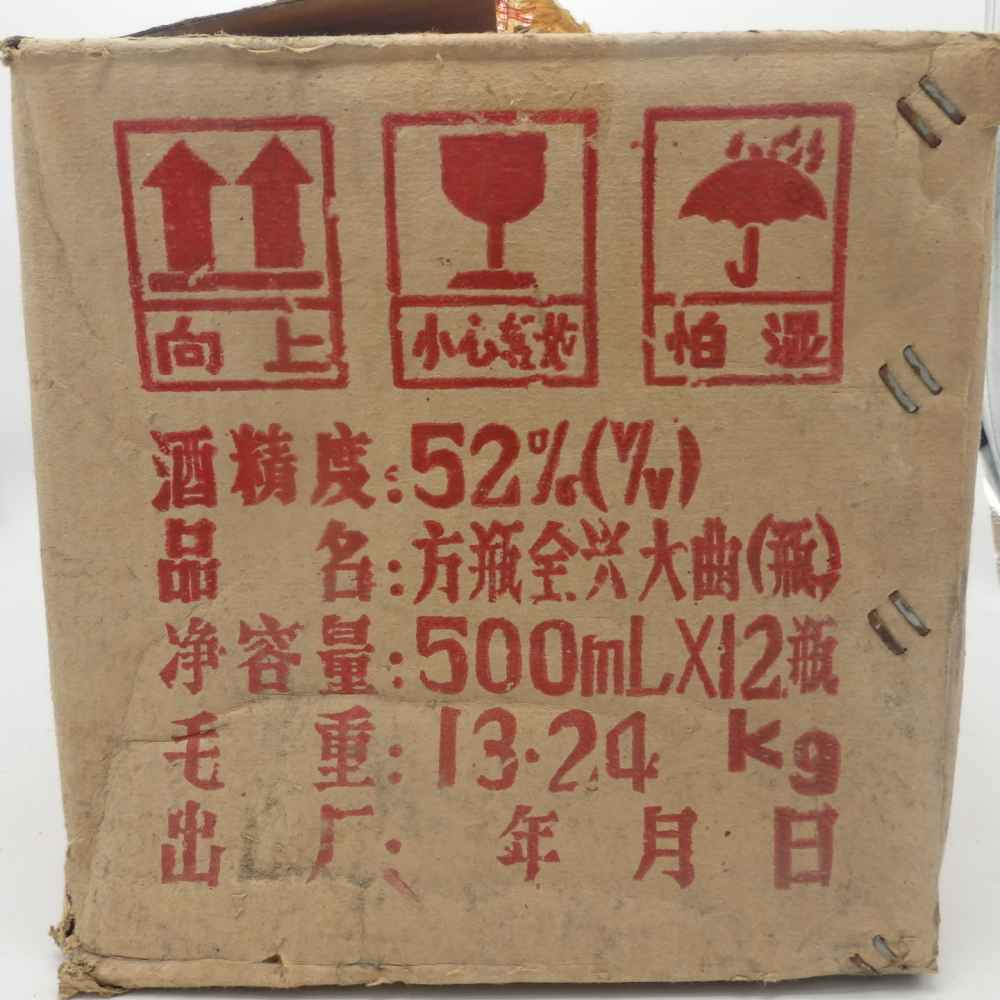 向上
小心轻放
怕湿
酒精度:52%(V/V)
品名:方瓶全兴大曲(瓶)
净容量:500mLX12瓶
毛重:13.24 Kg
出厂: 年 月 日